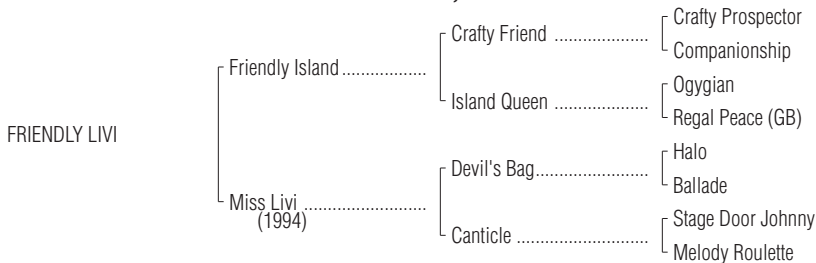 Crafty Prospector
Crafty Friend ....................
Companionship
Friendly Island..................
Ogygian
Island Queen ....................
Regal Peace (GB)
FRIENDLY LIVI
Halo
Devil's Bag........................
Ballade
Miss Livi ..........................
(1994)
Stage Door Johnny
Canticle ............................
Melody Roulette